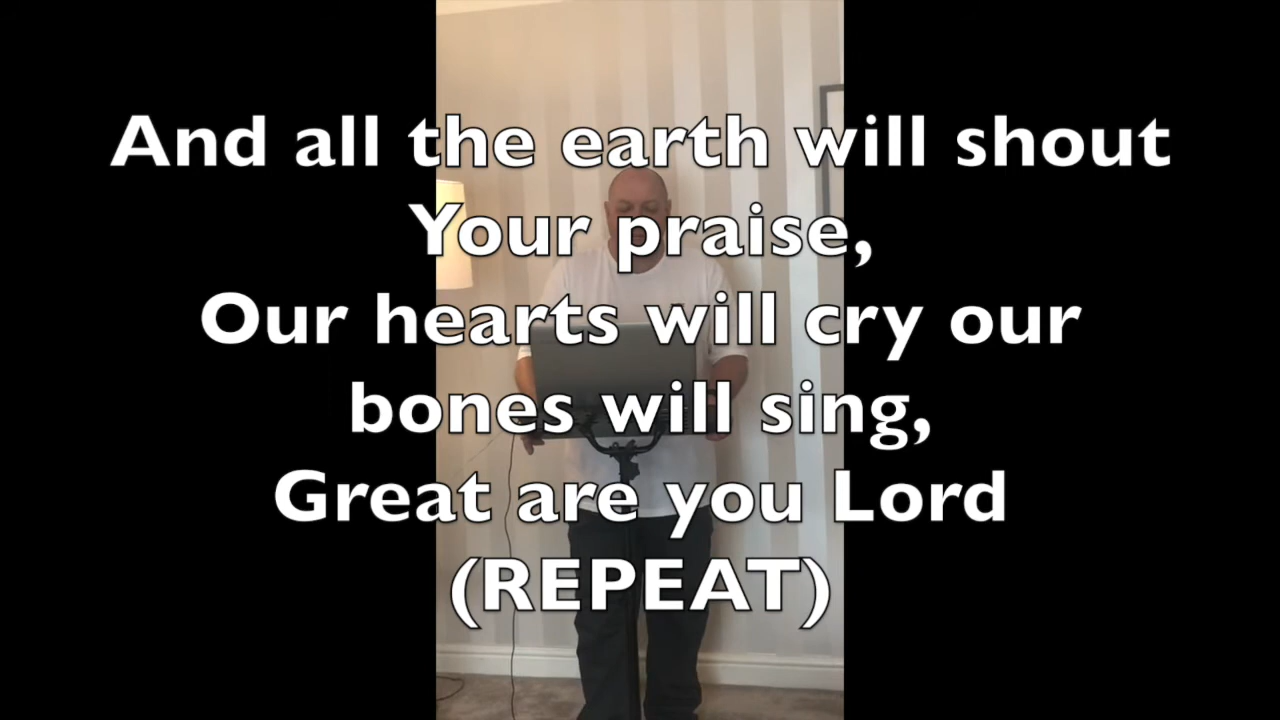 And all the earth will shout
Your praise,
Our hearts will cry our
bones will sing,
Great are you Lord
(REPEAT)